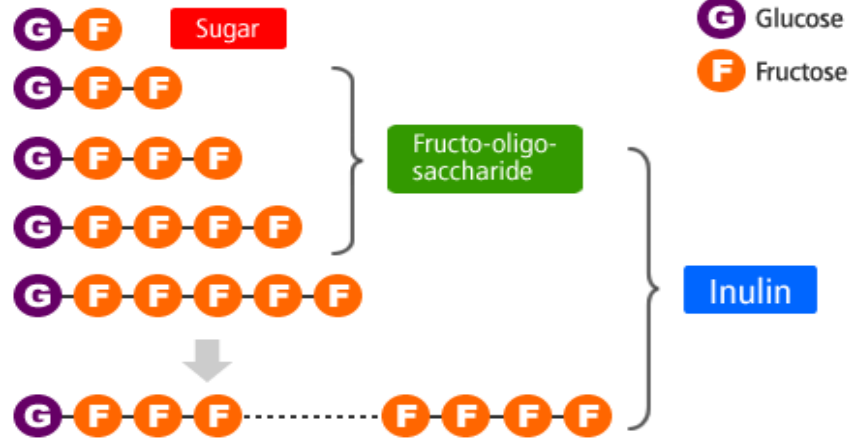 G F Sugar G Glucose
G F F F Fructose
G F F F Fructo-oligo-
saccharide
G F F F F
G F F F F F Inulin
G F F F F F F F